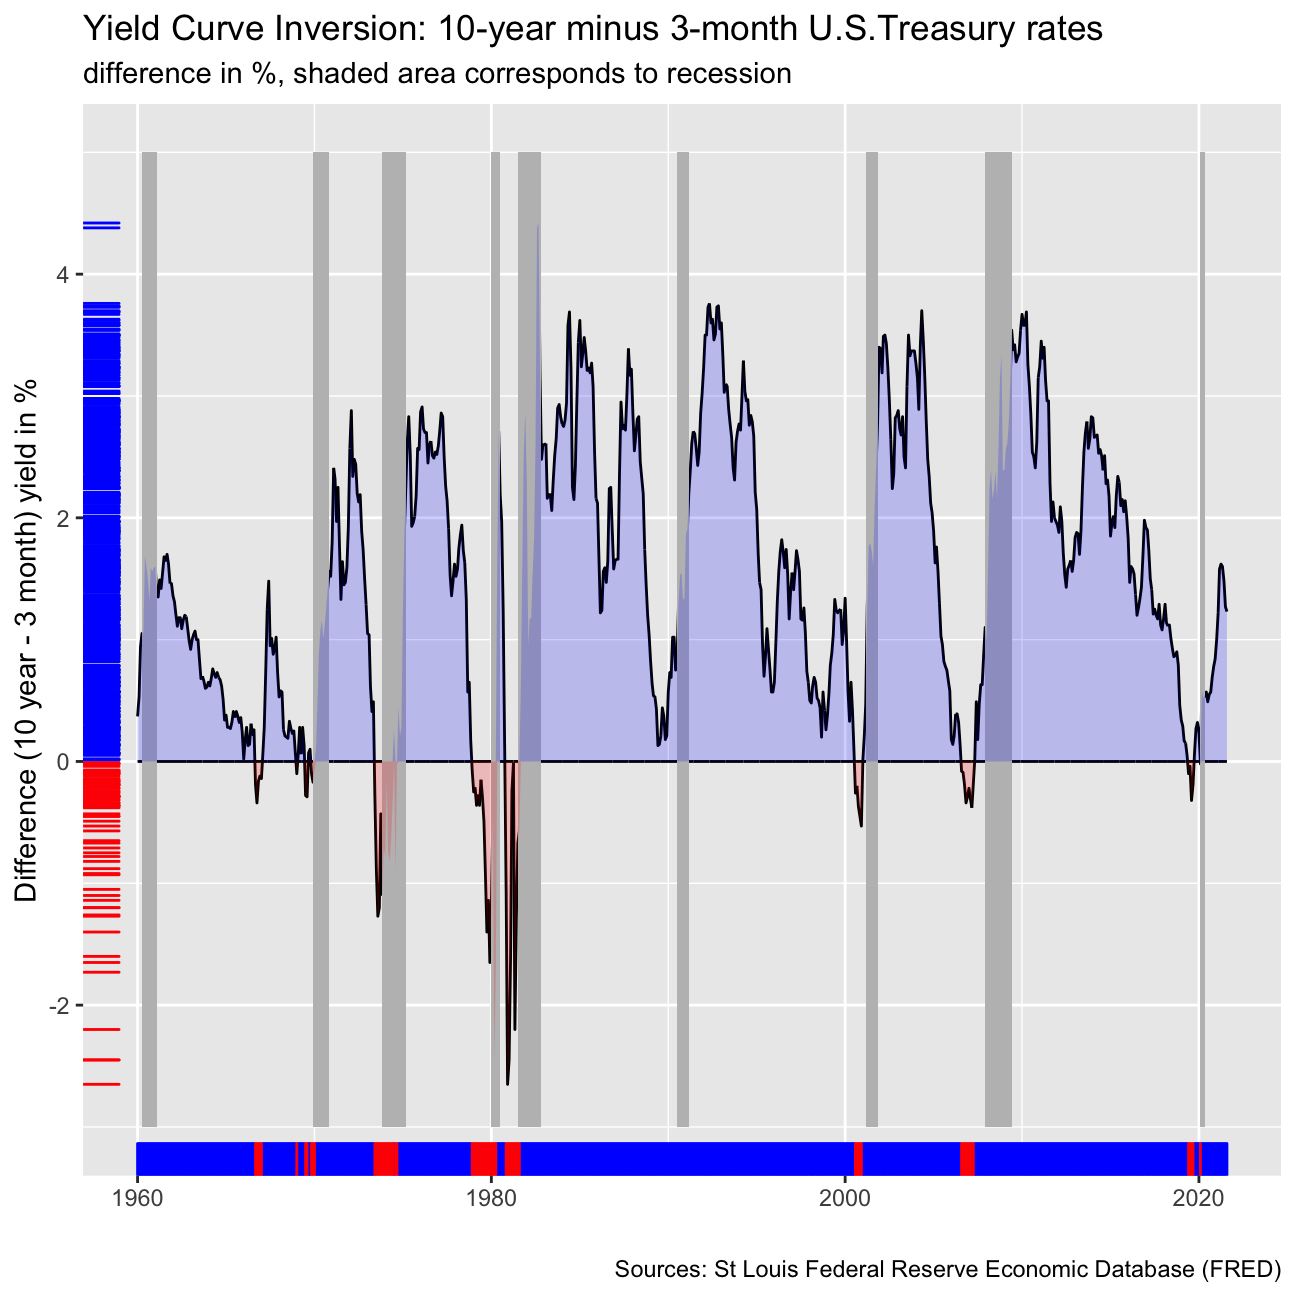 Yield Curve Inversion: 10-year minus 3-month U.S.Treasury rates
difference in %, shaded area corresponds to recession
Difference (10 year - 3 month) yield in %
4
2
0
-2
1960 1980 2000 2020
Sources: St Louis Federal Reserve Economic Database (FRED)